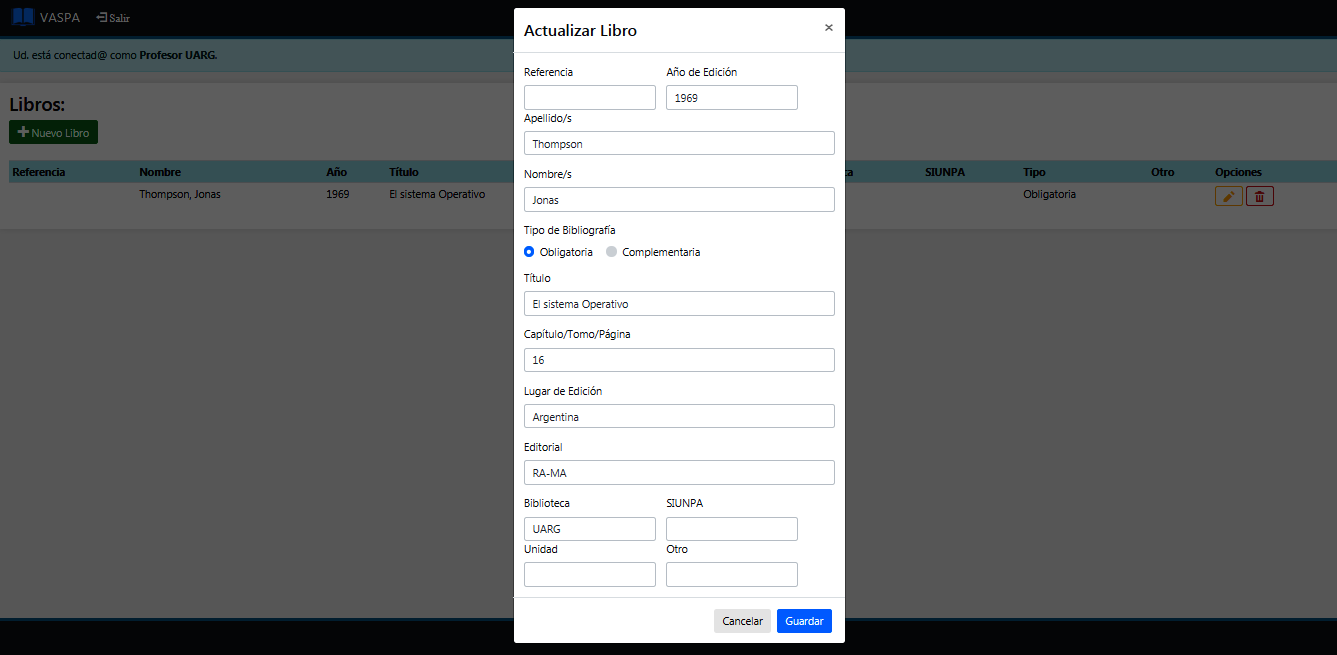 VASPA Salir
Ud. está conectad@ como Profesor UARG.
Libros:
Nuevo Libro
Referencia Nombre Año Título SIUNPA Tipo Otro Opciones
Thompson, Jonas 1969 El sistema Operativo Obligatoria
Actualizar Libro ×
Referencia Año de Edición
1969
Apellido/s
Thompson
Nombre/s
Jonas
Tipo de Bibliografía
Obligatoria Complementaria
Título
El sistema Operativo
Capítulo/Tomo/Página
16
Lugar de Edición
Argentina
Editorial
RA-MA
Biblioteca SIUNPA
UARG
Unidad Otro
Cancelar Guardar